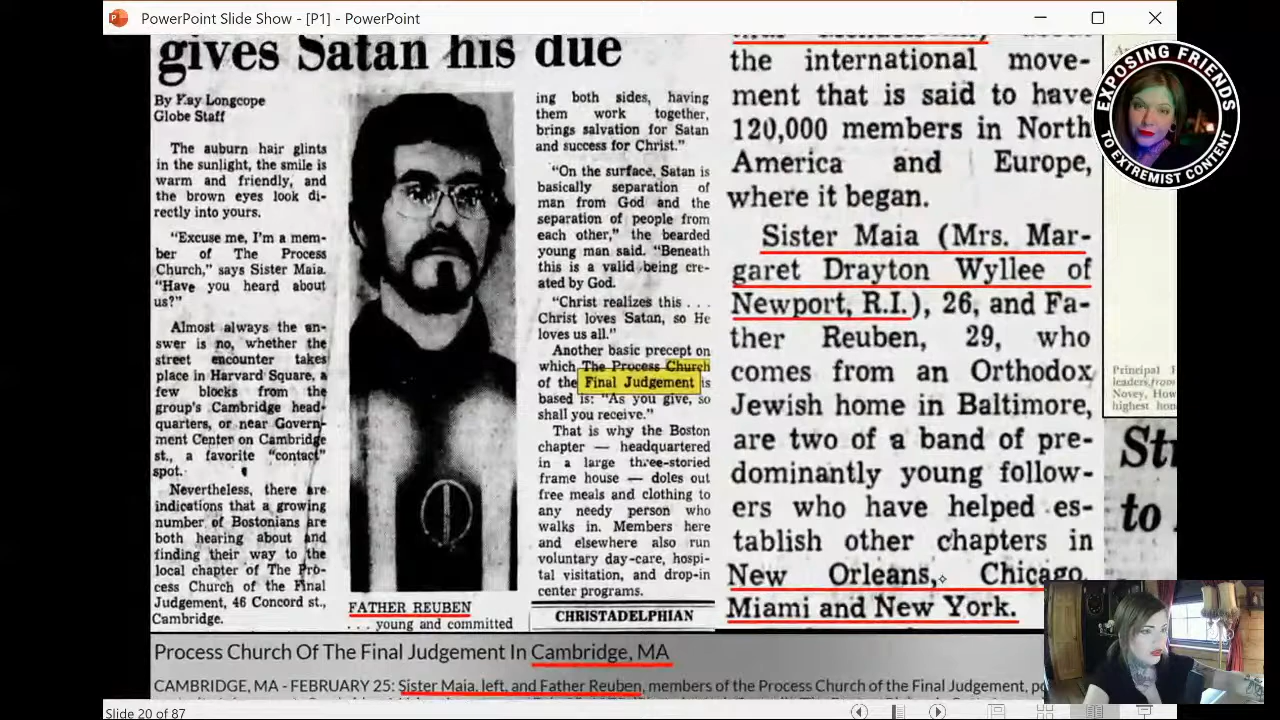 PowerPoint Slide Show - [P1] - PowerPoint
gives Satan his due
By Kay Longcope
Globe Staff
The auburn hair glints
in the sunlight, the smile is
warm and friendly, and
the brown eyes look di-
rectly into yours.
"Excuse me, I'm a mem-
ber of The Process
Church," says Sister Maia.
"Have you heard about
us?"
Almost always the an-
swer is no, whether the
street encounter takes
place in Harvard Square, a
few blocks from the
group's Cambridge head-
quarters, or near Govern-
ment Center on Cambridge
st., a favorite "contact"
spot.
Nevertheless, there are
indications that a growing
number of Bostonians are
both hearing about and
finding their way to the
local chapter of The Pro-
cess Church of the Final
Judgement, 46 Concord st.,
Cambridge.
FATHER REUBEN
. . . young and committed
ing both sides, having
them work together,
brings salvation for Satan
and success for Christ."
"On the surface, Satan is
basically separation of
man from God and the
separation of people from
each other," the bearded
young man said. "Beneath
this is a valid being cre-
ated by God.
"Christ realizes this . . .
Christ loves Satan, so He
loves us all."
Another basic precept on
which The Process Church
of the Final Judgement is
based is: "As you give, so
shall you receive."
That is why the Boston
chapter — headquartered
in a large three-storied
frame house — doles out
free meals and clothing to
any needy person who
walks in. Members here
and elsewhere also run
voluntary day-care, hospi-
tal visitation, and drop-in
center programs.
CHRISTADELPHIAN
the international move-
ment that is said to have
120,000 members in North
America and Europe,
where it began.
Sister Maia (Mrs. Mar-
garet Drayton Wyllee of
Newport, R.I.), 26, and Fa-
ther Reuben, 29, who
comes from an Orthodox
Jewish home in Baltimore,
are two of a band of pre-
dominantly young follow-
ers who have helped es-
tablish other chapters in
New Orleans, Chicago,
Miami and New York.
EXPOSING FRIENDS
TO EXTREMIST CONTENT
Principal
leaders from
Novey, How
highest hon
St
to
Process Church Of The Final Judgement In Cambridge, MA
CAMBRIDGE, MA - FEBRUARY 25: Sister Maia, left, and Father Reuben, members of the Process Church of the Final Judgement, po
Slide 20 of 87